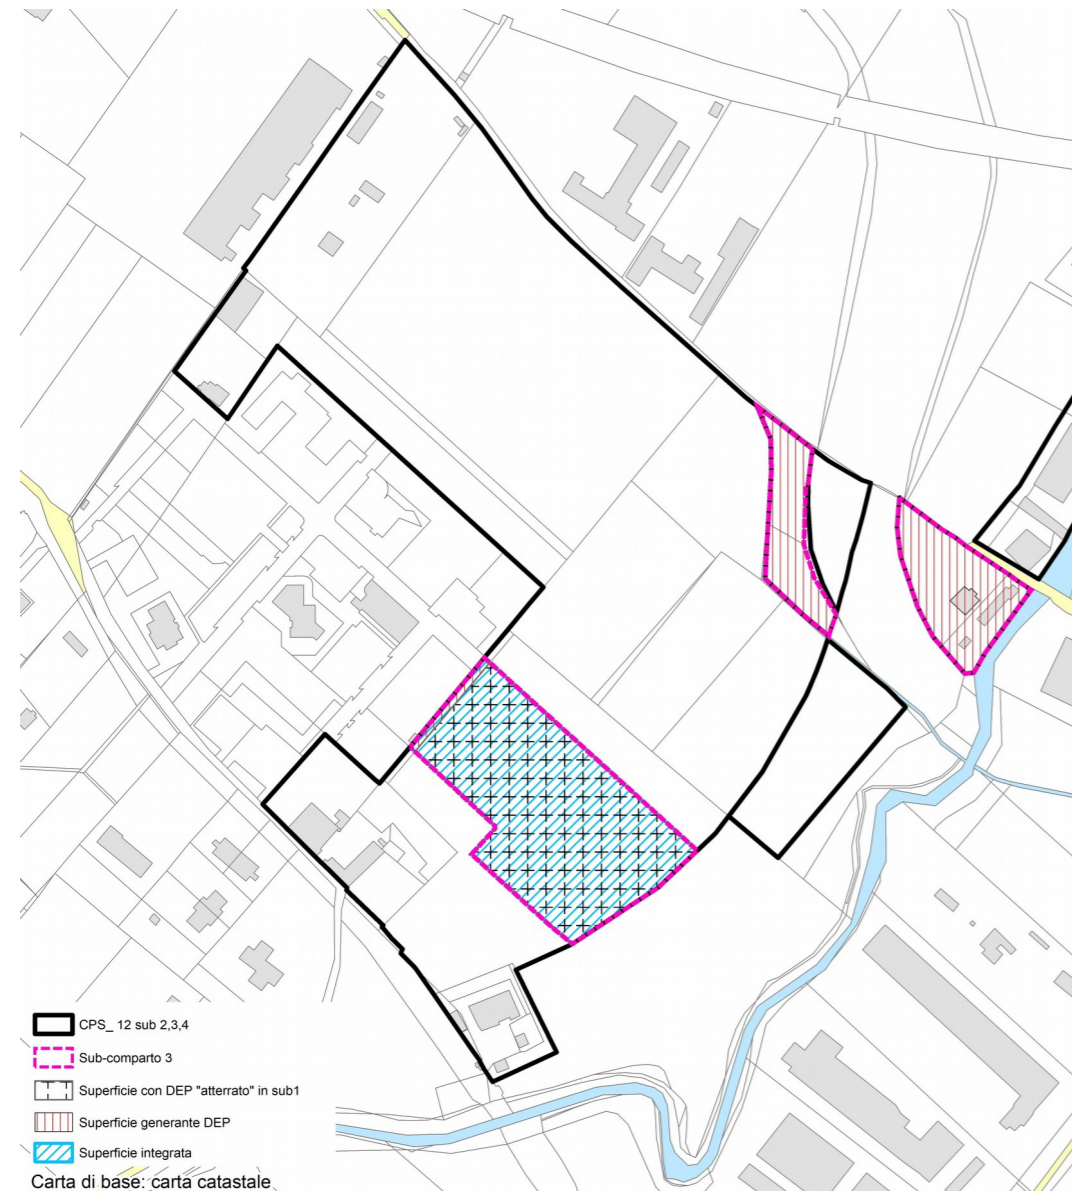 CPS_ 12 sub 2,3,4
Sub-comparto 3
Superficie con DEP "atterrato" in sub1
Superficie generante DEP
Superficie integrata
Carta di base: carta catastale